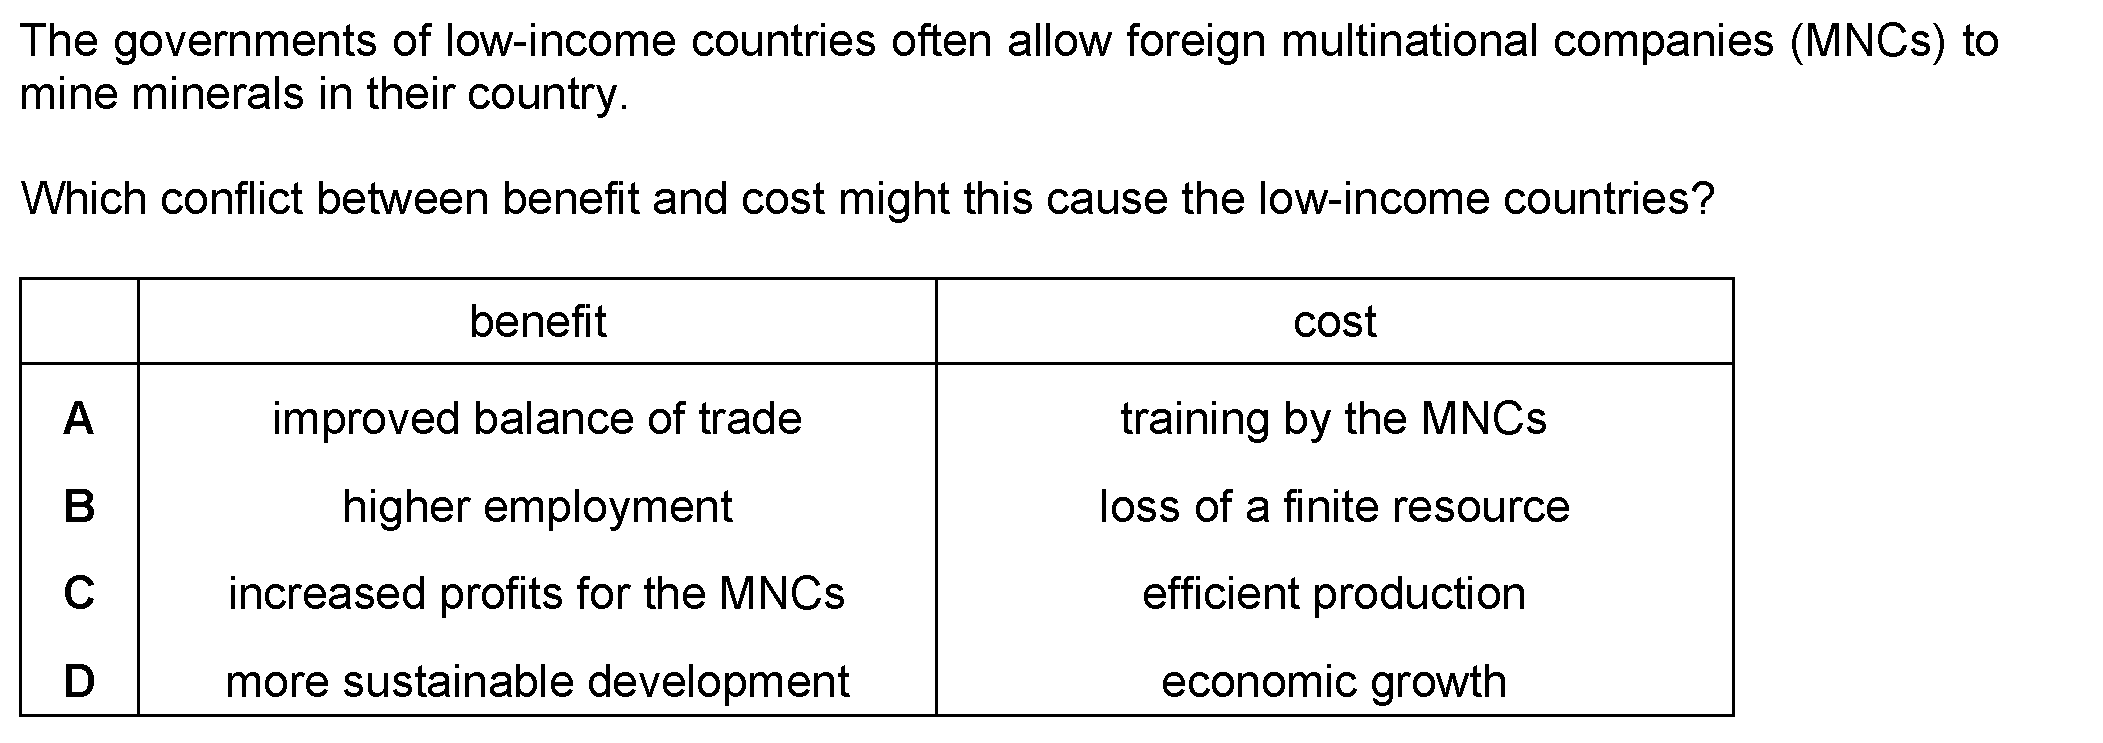 The governments of low-income countries often allow foreign multinational companies (MNCs) to
mine minerals in their country.
Which conflict between benefit and cost might this cause the low-income countries?
benefit cost
A improved balance of trade training by the MNCs
B higher employment loss of a finite resource
C increased profits for the MNCs efficient production
D more sustainable development economic growth